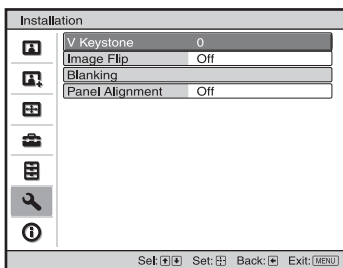 Installation
V Keystone 0
Image Flip Off
Blanking
Panel Alignment Off
Sel: Set: Back: Exit: MENU